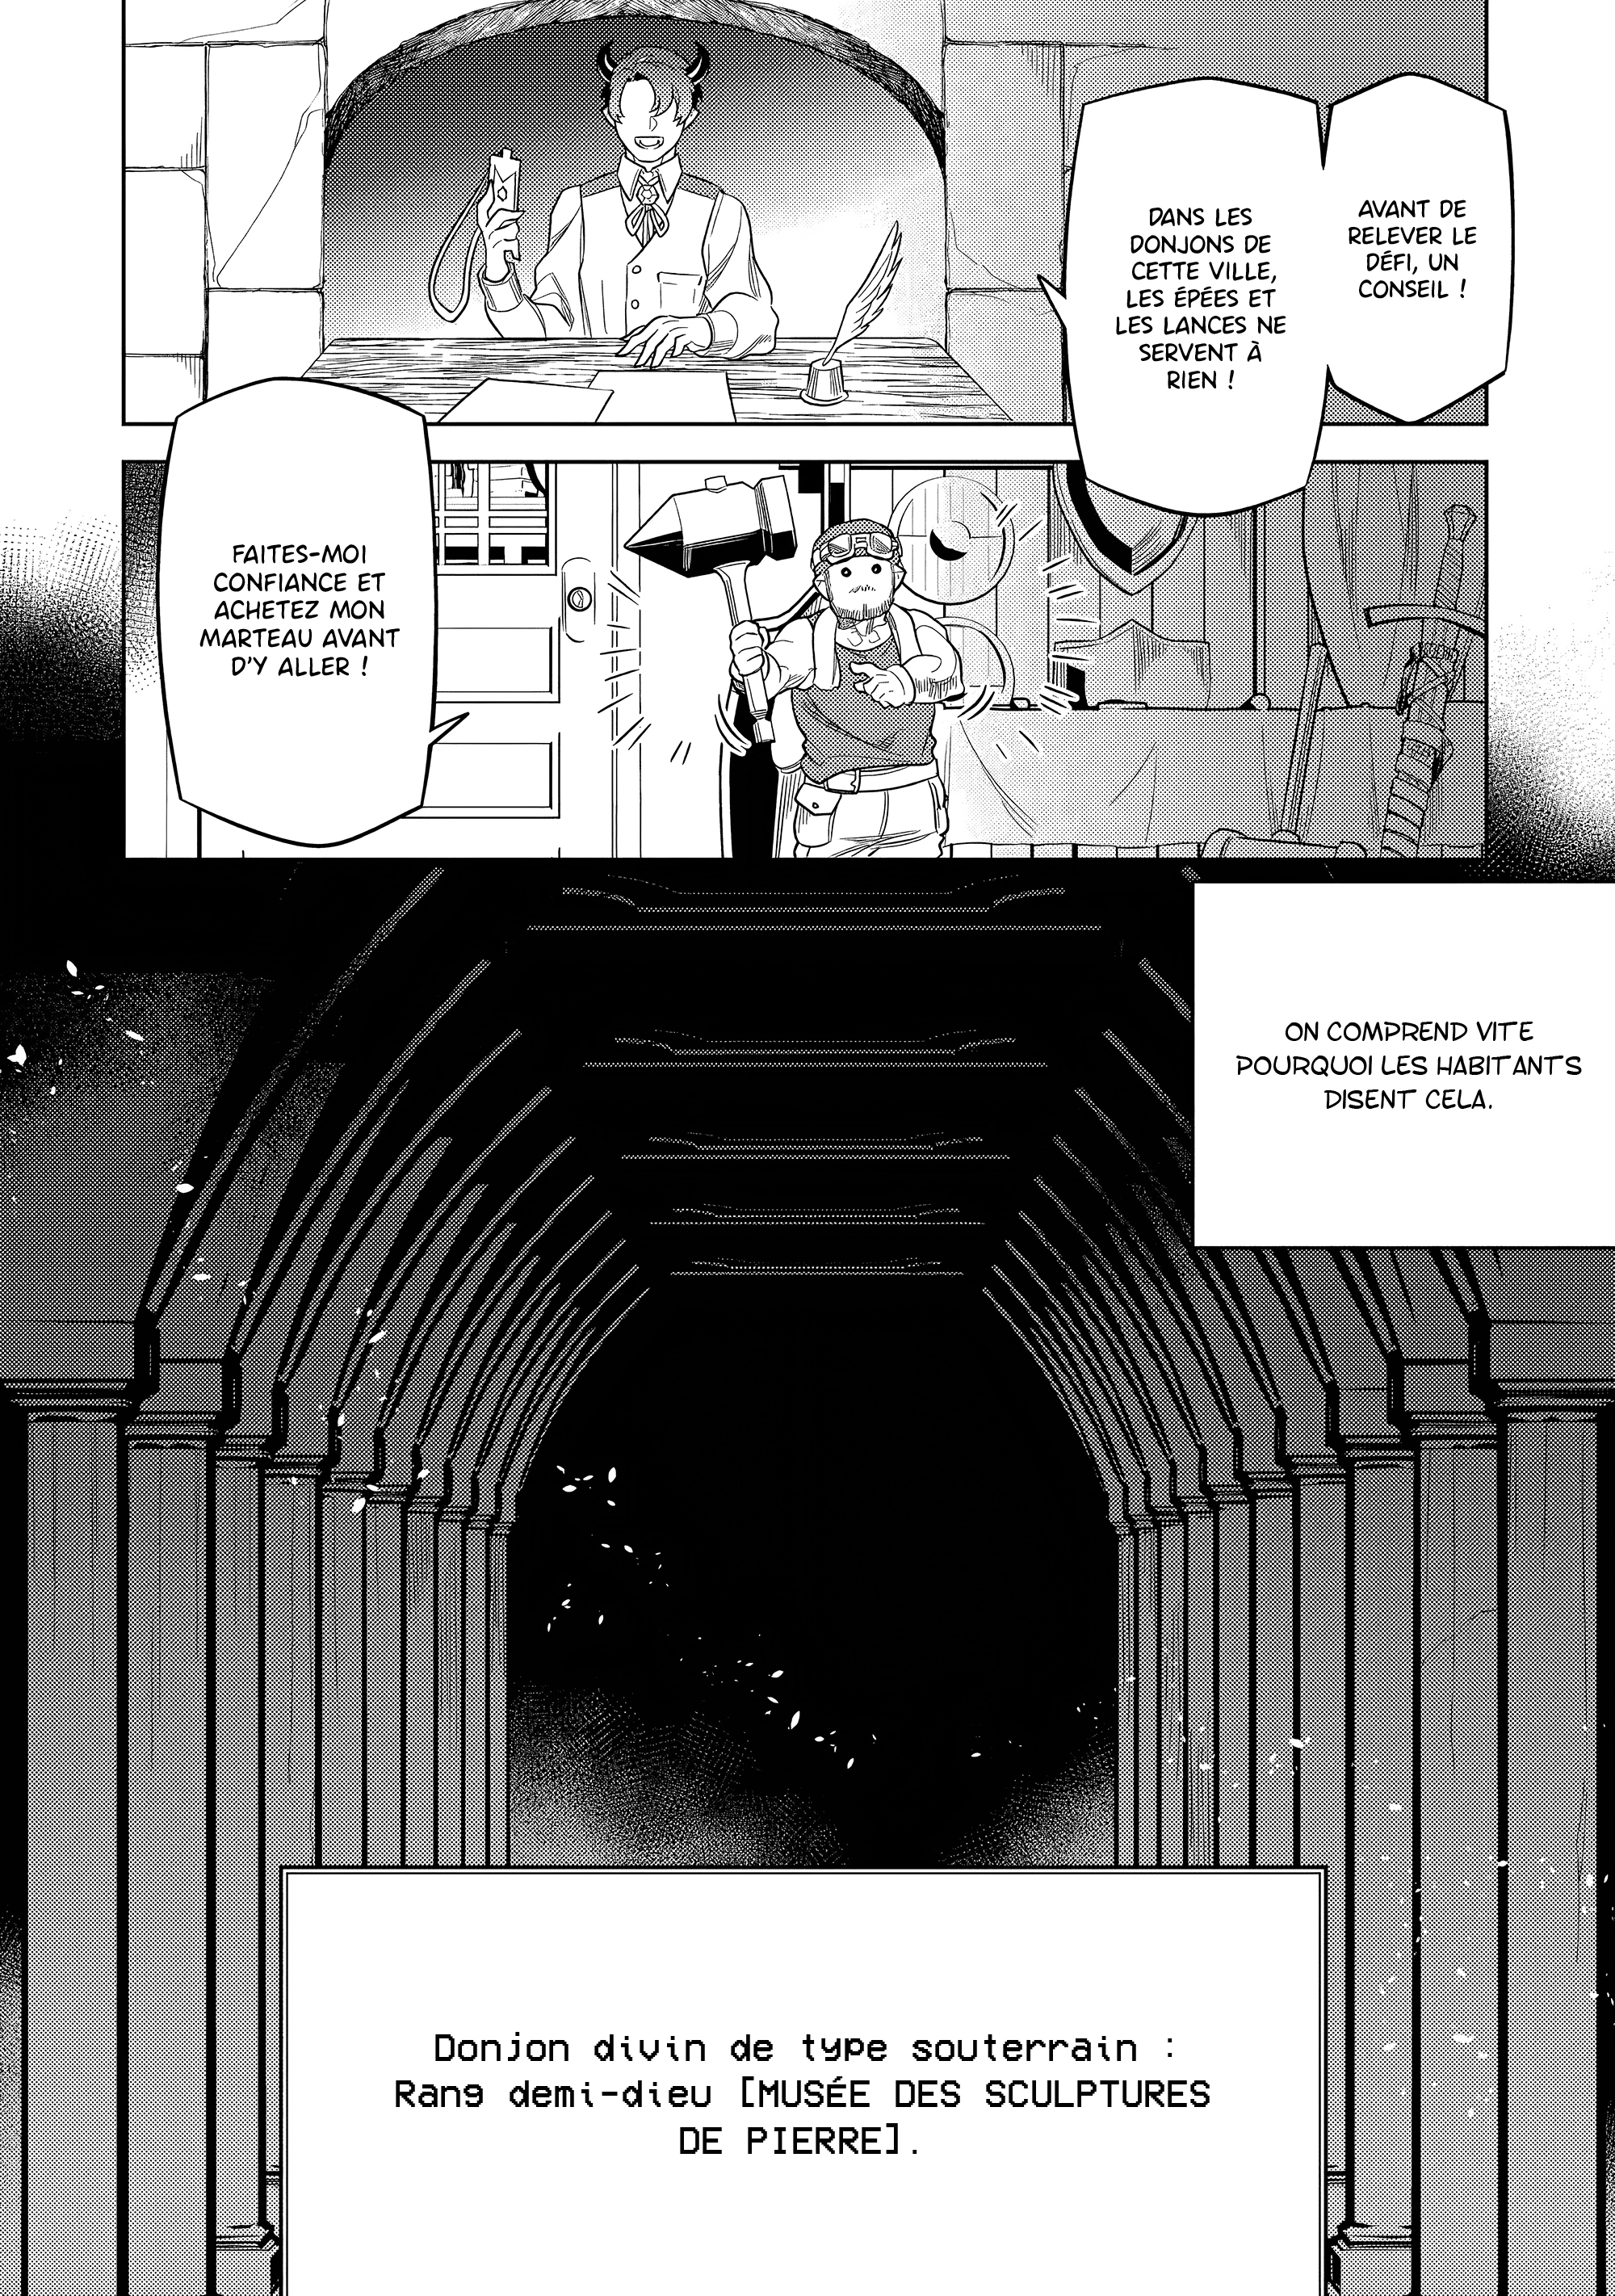 AVANT DE
RELEVER LE
DÉFI, UN
CONSEIL !
DANS LES
DONJONS DE
CETTE VILLE,
LES ÉPÉES ET
LES LANCES NE
SERVENT À
RIEN !
FAITES-MOI
CONFIANCE ET
ACHETEZ MON
MARTEAU AVANT
D'Y ALLER !
ON COMPREND VITE
POURQUOI LES HABITANTS
DISENT CELA.
Donjon divin de type souterrain :
Rang demi-dieu [MUSÉE DES SCULPTURES
DE PIERRE].